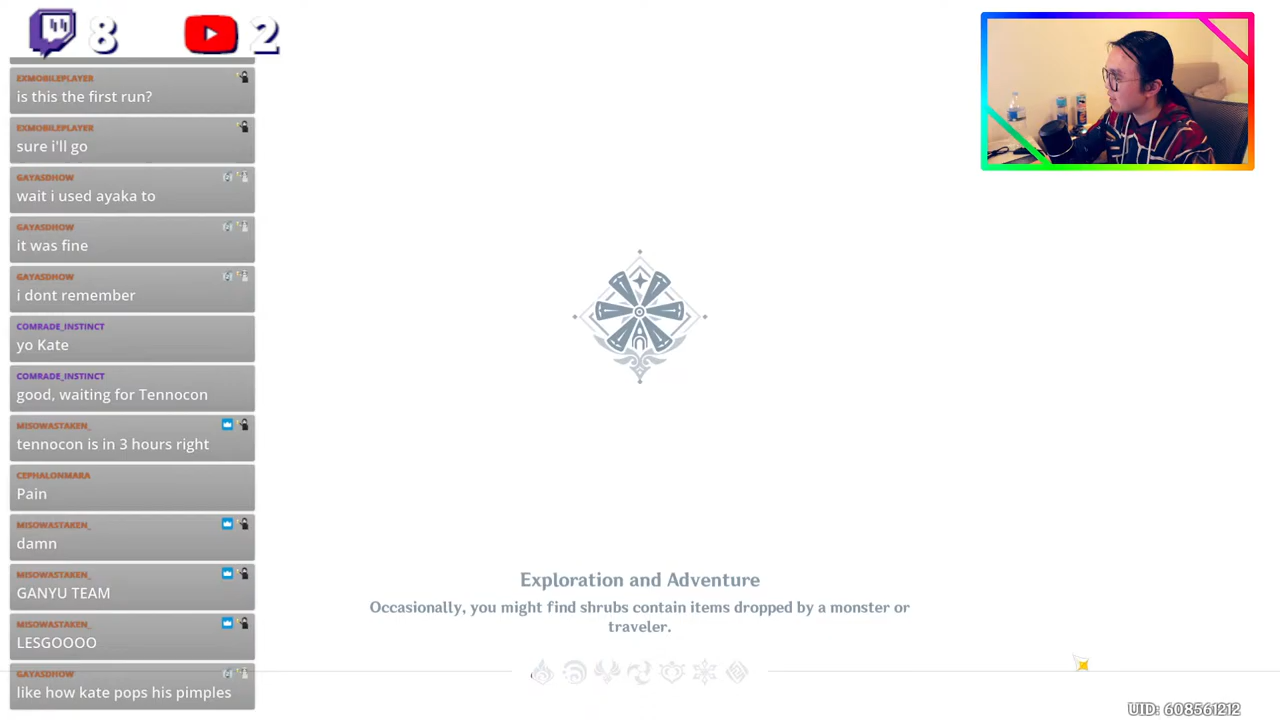 8
2
EXMOBILEPLAYER
is this the first run?
EXMOBILEPLAYER
sure i'll go
GAYASDHOW
wait i used ayaka to
GAYASDHOW
it was fine
GAYASDHOW
i dont remember
COMRADE_INSTINCT
yo Kate
COMRADE_INSTINCT
good, waiting for Tennocon
MISOWASTAKEN_
tennocon is in 3 hours right
CEPHALONMARA
Pain
MISOWASTAKEN_
damn
MISOWASTAKEN_
GANYU TEAM
MISOWASTAKEN_
LESGOOOO
GAYASDHOW
like how kate pops his pimples
Exploration and Adventure
Occasionally, you might find shrubs contain items dropped by a monster or
traveler.
UID: 608561212